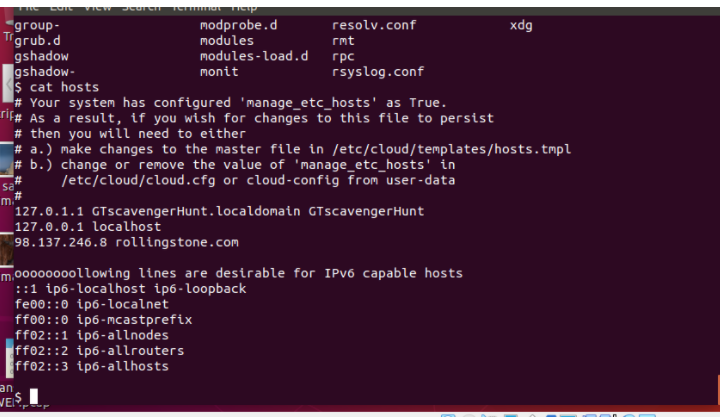 File Edit View Search Terminal Help
group- modprobe.d resolv.conf xdg
grub.d modules rmt
gshadow modules-load.d rpc
gshadow- monit rsyslog.conf
$ cat hosts
# Your system has configured 'manage_etc_hosts' as True.
# As a result, if you wish for changes to this file to persist
# then you will need to either
# a.) make changes to the master file in /etc/cloud/templates/hosts.tmpl
# b.) change or remove the value of 'manage_etc_hosts' in
#     /etc/cloud/cloud.cfg or cloud-config from user-data
#
127.0.1.1 GTscavengerHunt.localdomain GTscavengerHunt
127.0.0.1 localhost
98.137.246.8 rollingstone.com
oooooooollowing lines are desirable for IPv6 capable hosts
::1 ip6-localhost ip6-loopback
fe00::0 ip6-localnet
ff00::0 ip6-mcastprefix
ff02::1 ip6-allnodes
ff02::2 ip6-allrouters
ff02::3 ip6-allhosts
$